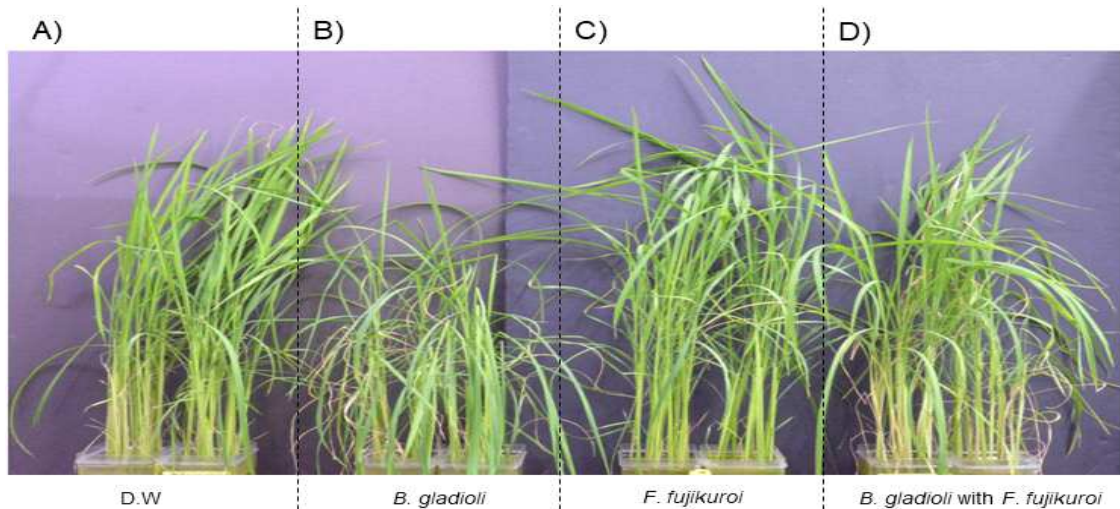 A) B) C) D)
D.W B. gladioli F. fujikuroi B. gladioli with F. fujikuroi